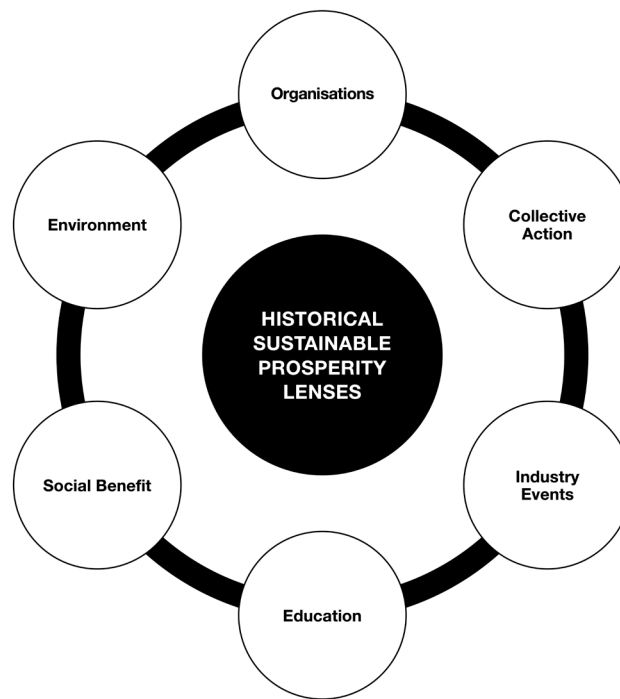 Organisations
Collective
Action
Environment
HISTORICAL
SUSTAINABLE
PROSPERITY
LENSES
Industry
Events
Social Benefit
Education